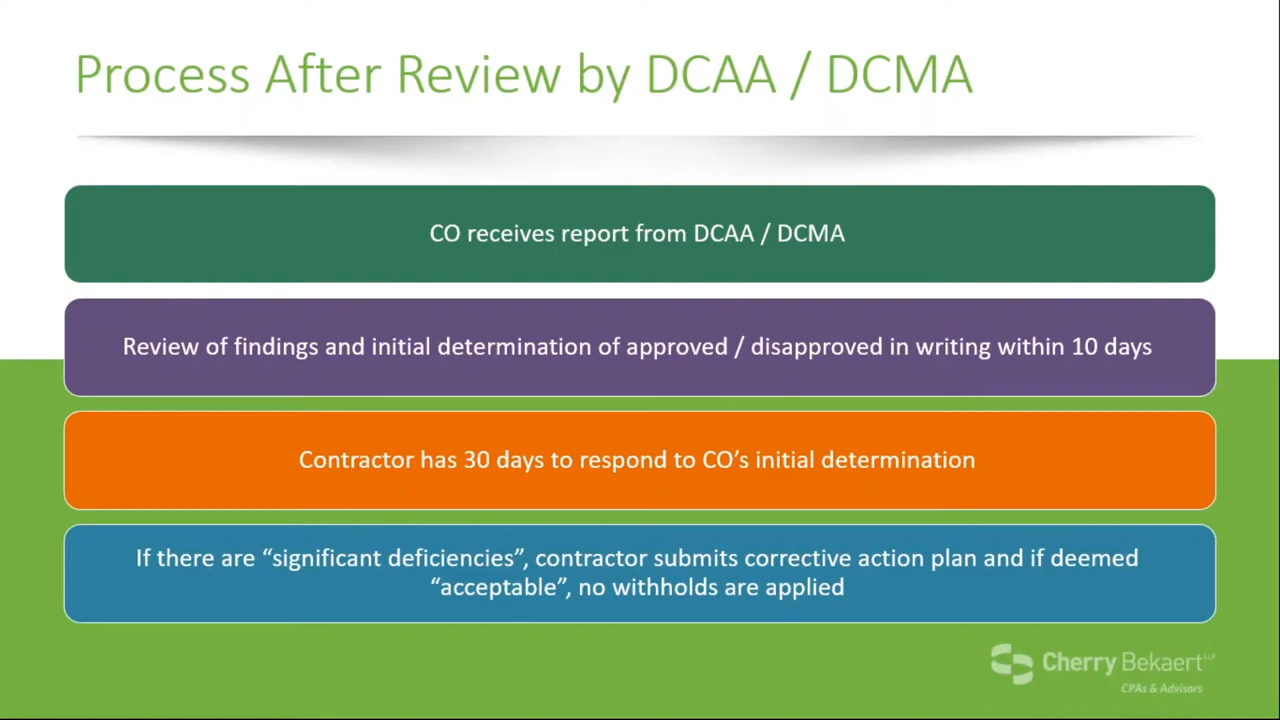 Process After Review by DCAA / DCMA
CO receives report from DCAA / DCMA
Review of findings and initial determination of approved / disapproved in writing within 10 days
Contractor has 30 days to respond to CO’s initial determination
If there are “significant deficiencies”, contractor submits corrective action plan and if deemed
“acceptable”, no withholds are applied
Cherry Bekaert LLP
CPAs & Advisors